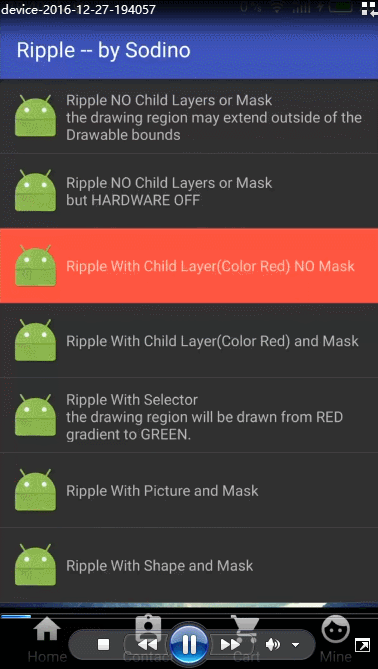 device-2016-12-27-194057
Ripple -- by Sodino
Ripple NO Child Layers or Mask
the drawing region may extend outside of the
Drawable bounds
Ripple NO Child Layers or Mask
but HARDWARE OFF
Ripple With Child Layer(Color Red) NO Mask
Ripple With Child Layer(Color Red) and Mask
Ripple With Selector
the drawing region will be drawn from RED
gradient to GREEN.
Ripple With Picture and Mask
Ripple With Shape and Mask
Home
Contact
Cart
Mine